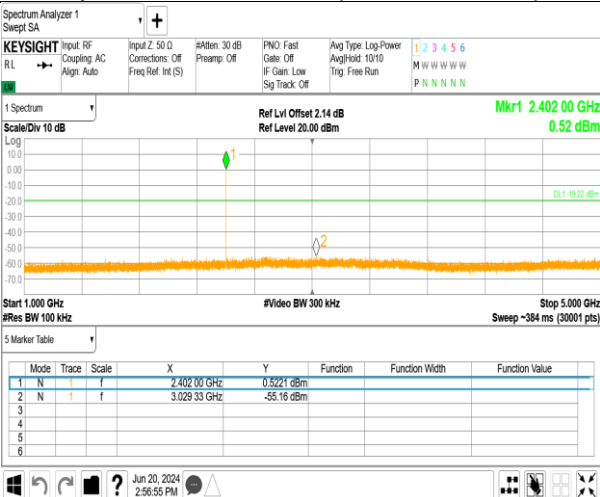 Spectrum Analyzer 1
Swept SA
+
KEYSIGHT Input: RF Input Z: 50 Ω #Atten: 30 dB PNO: Fast Avg Type: Log-Power 1 2 3 4 5 6
RL Coupling: AC Corrections: Off Preamp: Off Gate: Off Avg|Hold: 10/10 M W W W W W
Align: Auto Freq Ref: Int (S) IF Gain: Low Trig: Free Run
Sig Track: Off P N N N N N
1 Spectrum Ref Lvl Offset 2.14 dB Mkr1 2.402 00 GHz
Scale/Div 10 dB Ref Level 20.00 dBm 0.52 dBm
Log
10.0 1
0.00
-10.0
-20.0 DL1 -19.22 dBm
-30.0
-40.0
-50.0 2
-60.0
-70.0
Start 1.000 GHz #Video BW 300 kHz Stop 5.000 GHz
#Res BW 100 kHz Sweep ~384 ms (30001 pts)
5 Marker Table
Mode Trace Scale X Y Function Function Width Function Value
1 N 1 f 2.402 00 GHz 0.5221 dBm
2 N 1 f 3.029 33 GHz -55.16 dBm
3
4
5
6
? Jun 20, 2024
2:56:55 PM